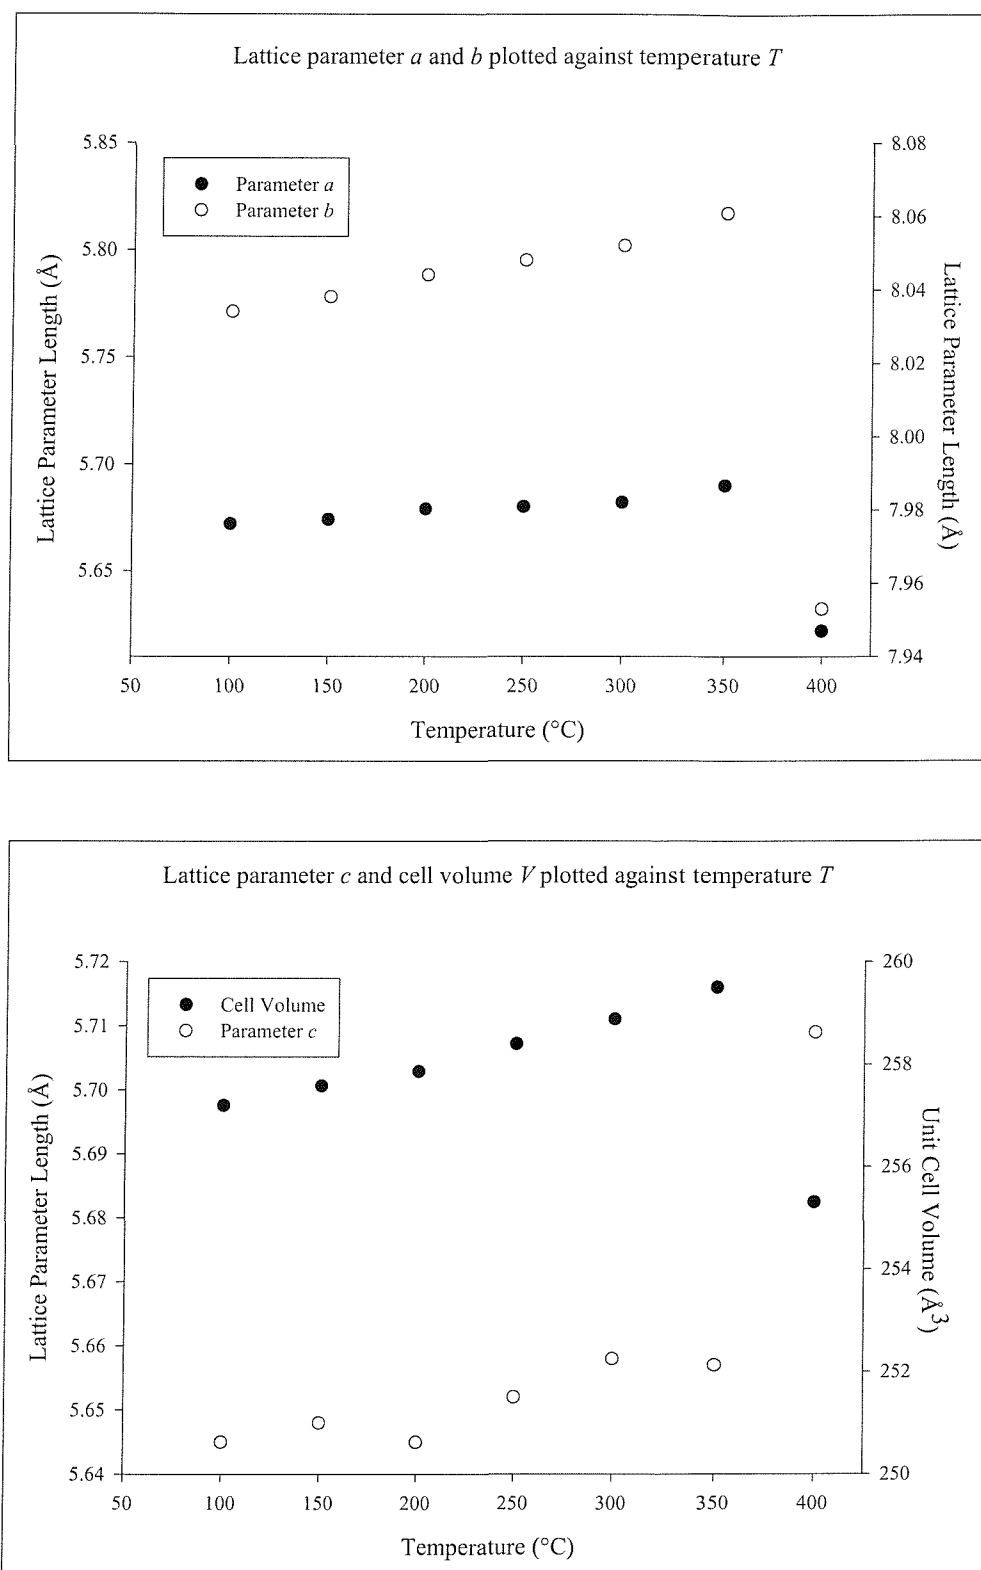 Lattice parameter a and b plotted against temperature T
5.85
5.80
5.75
5.70
5.65
8.08
8.06
8.04
8.02
8.00
7.98
7.96
7.94
Parameter a
Parameter b
Lattice Parameter Length (Å)
Lattice Parameter Length (Å)
50 100 150 200 250 300 350 400
Temperature (°C)
Lattice parameter c and cell volume V plotted against temperature T
5.72
5.71
5.70
5.69
5.68
5.67
5.66
5.65
5.64
260
258
256
254
252
250
Cell Volume
Parameter c
Lattice Parameter Length (Å)
Unit Cell Volume (Å3)
50 100 150 200 250 300 350 400
Temperature (°C)